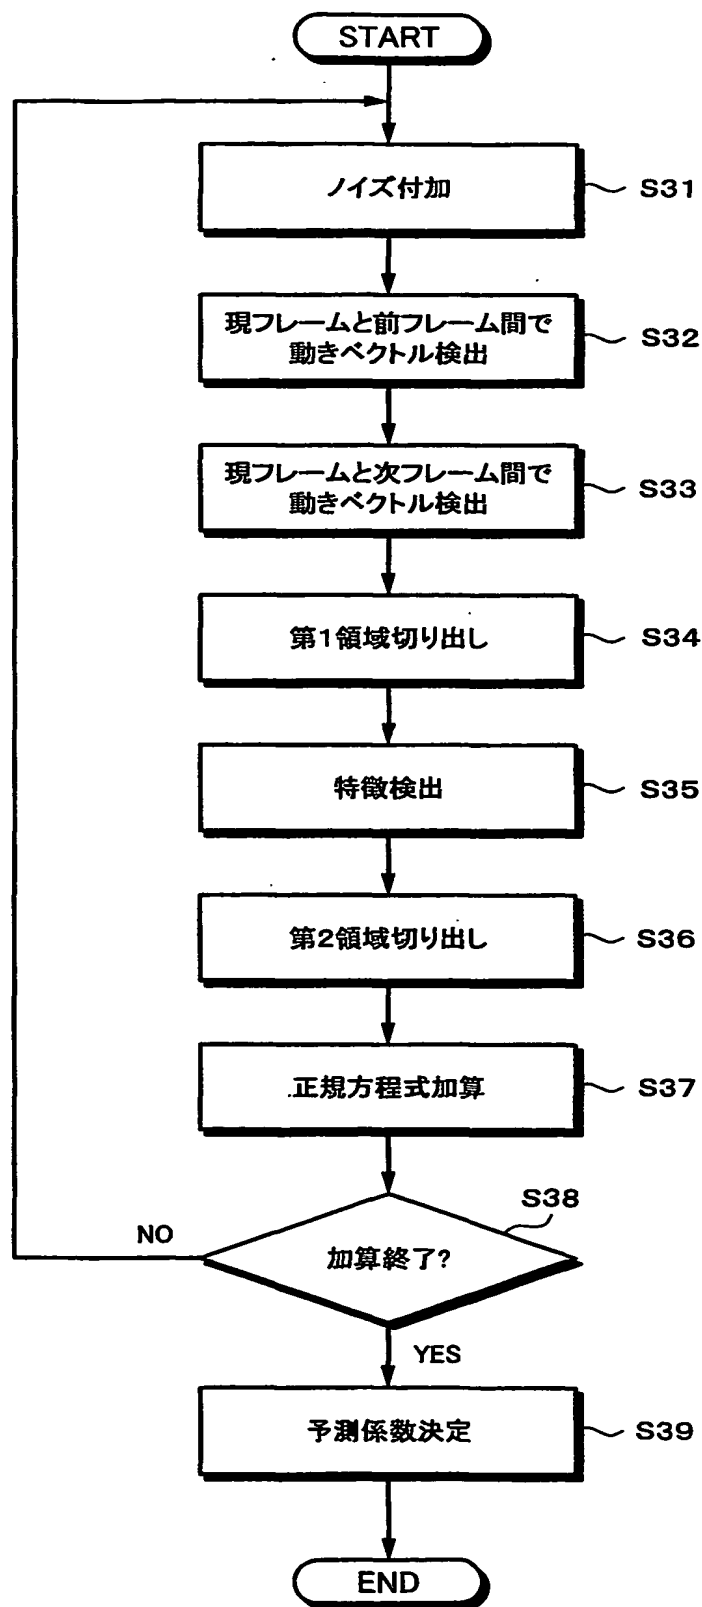 START
ノイズ付加
S31
現フレームと前フレーム間で
動きベクトル検出
S32
現フレームと次フレーム間で
動きベクトル検出
S33
第1領域切り出し
S34
特徴検出
S35
第2領域切り出し
S36
正規方程式加算
S37
S38
加算終了?
NO
YES
予測係数決定
S39
END